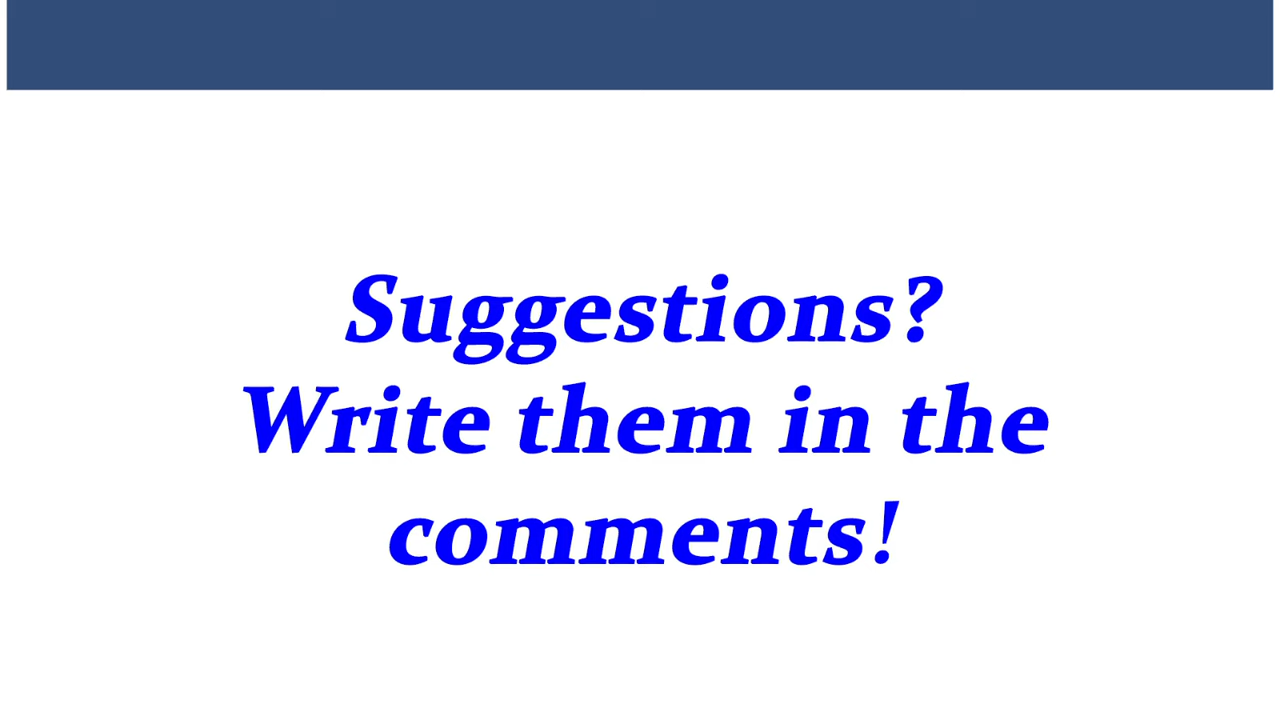 Suggestions?
Write them in the
comments!